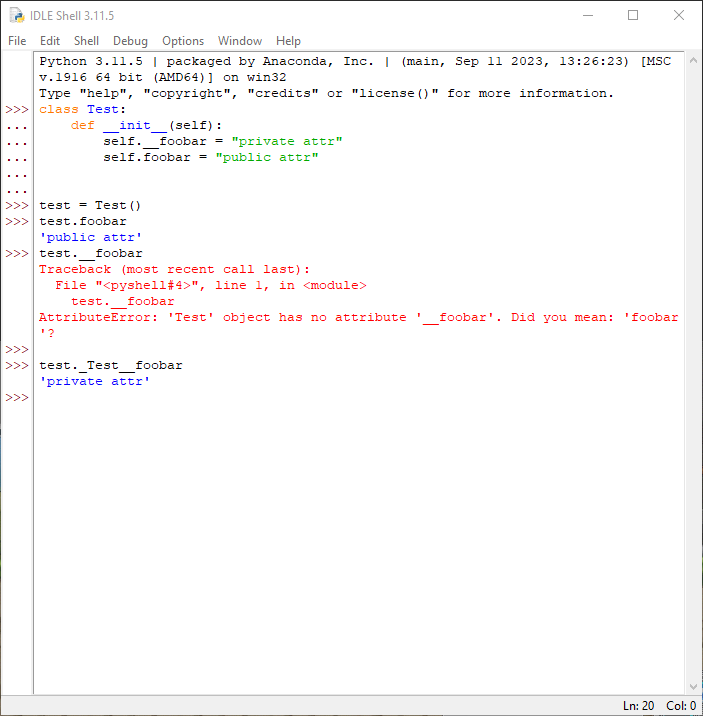 IDLE Shell 3.11.5
File Edit Shell Debug Options Window Help
Python 3.11.5 | packaged by Anaconda, Inc. | (main, Sep 11 2023, 13:26:23) [MSC
v.1916 64 bit (AMD64)] on win32
Type "help", "copyright", "credits" or "license()" for more information.
>>> class Test:
...     def __init__(self):
...         self.__foobar = "private attr"
...         self.foobar = "public attr"
...
...
>>> test = Test()
>>> test.foobar
'public attr'
>>> test.__foobar
Traceback (most recent call last):
  File "<pyshell#4>", line 1, in <module>
    test.__foobar
AttributeError: 'Test' object has no attribute '__foobar'. Did you mean: 'foobar
'?
>>>
>>> test._Test__foobar
'private attr'
>>>
Ln: 20 Col: 0